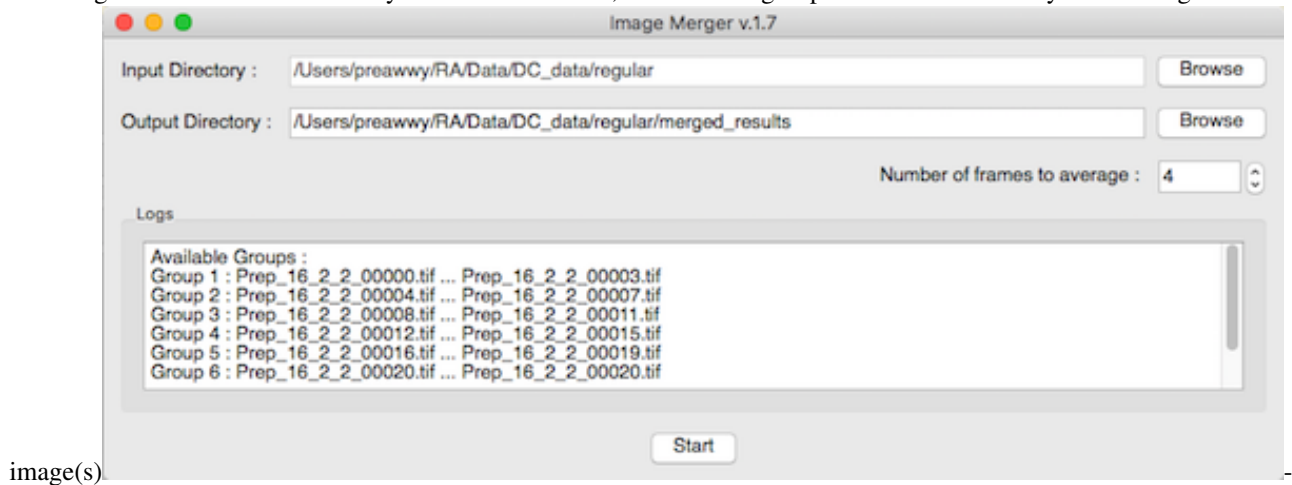 Image Merger v.1.7
Input Directory : /Users/preawwy/RA/Data/DC_data/regular Browse
Output Directory : /Users/preawwy/RA/Data/DC_data/regular/merged_results Browse
Number of frames to average : 4
Logs
Available Groups :
Group 1 : Prep_16_2_2_00000.tif ... Prep_16_2_2_00003.tif
Group 2 : Prep_16_2_2_00004.tif ... Prep_16_2_2_00007.tif
Group 3 : Prep_16_2_2_00008.tif ... Prep_16_2_2_00011.tif
Group 4 : Prep_16_2_2_00012.tif ... Prep_16_2_2_00015.tif
Group 5 : Prep_16_2_2_00016.tif ... Prep_16_2_2_00019.tif
Group 6 : Prep_16_2_2_00020.tif ... Prep_16_2_2_00020.tif
Start
image(s) -